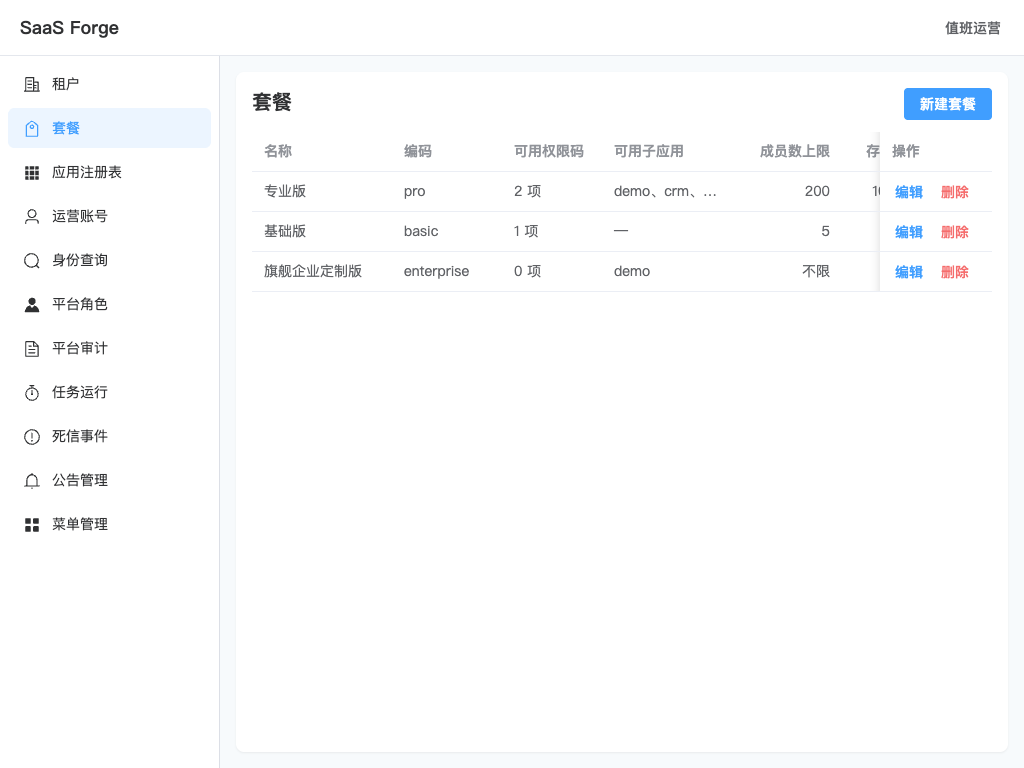 SaaS Forge
值班运营
租户
套餐
应用注册表
运营账号
身份查询
平台角色
平台审计
任务运行
死信事件
公告管理
菜单管理
套餐
新建套餐
名称 编码 可用权限码 可用子应用 成员数上限 存 操作
专业版 pro 2 项 demo、crm、… 200 编辑 删除
基础版 basic 1 项 — 5 编辑 删除
旗舰企业定制版 enterprise 0 项 demo 不限 编辑 删除